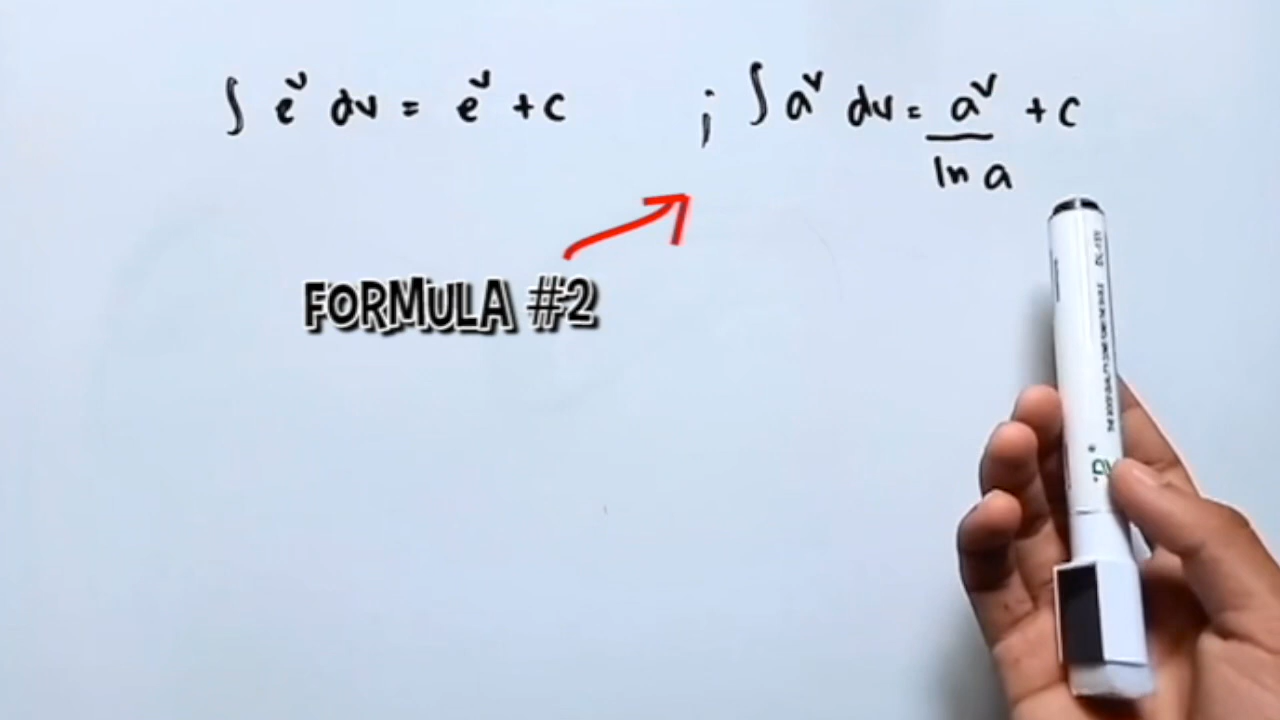 ∫ e^v dv = e^v + c ; ∫ a^v dv = a^v/ln a + c
FORMULA #2